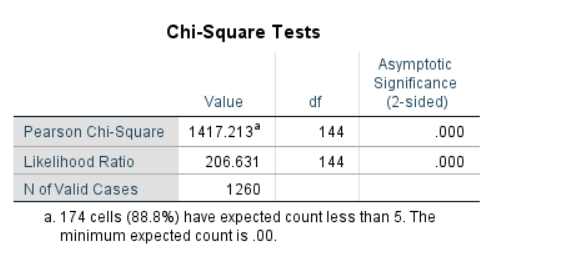 Chi-Square Tests
Value df Asymptotic Significance (2-sided)
Pearson Chi-Square 1417.213a 144 .000
Likelihood Ratio 206.631 144 .000
N of Valid Cases 1260
a. 174 cells (88.8%) have expected count less than 5. The
minimum expected count is .00.